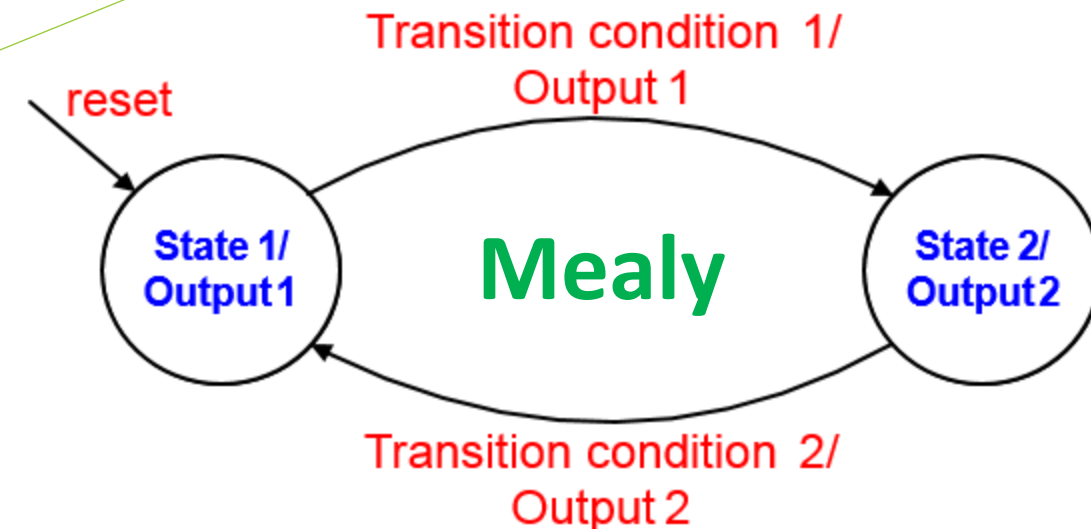 Transition condition 1/
Output 1
reset
State 1/
Output 1
Mealy
State 2/
Output 2
Transition condition 2/
Output 2